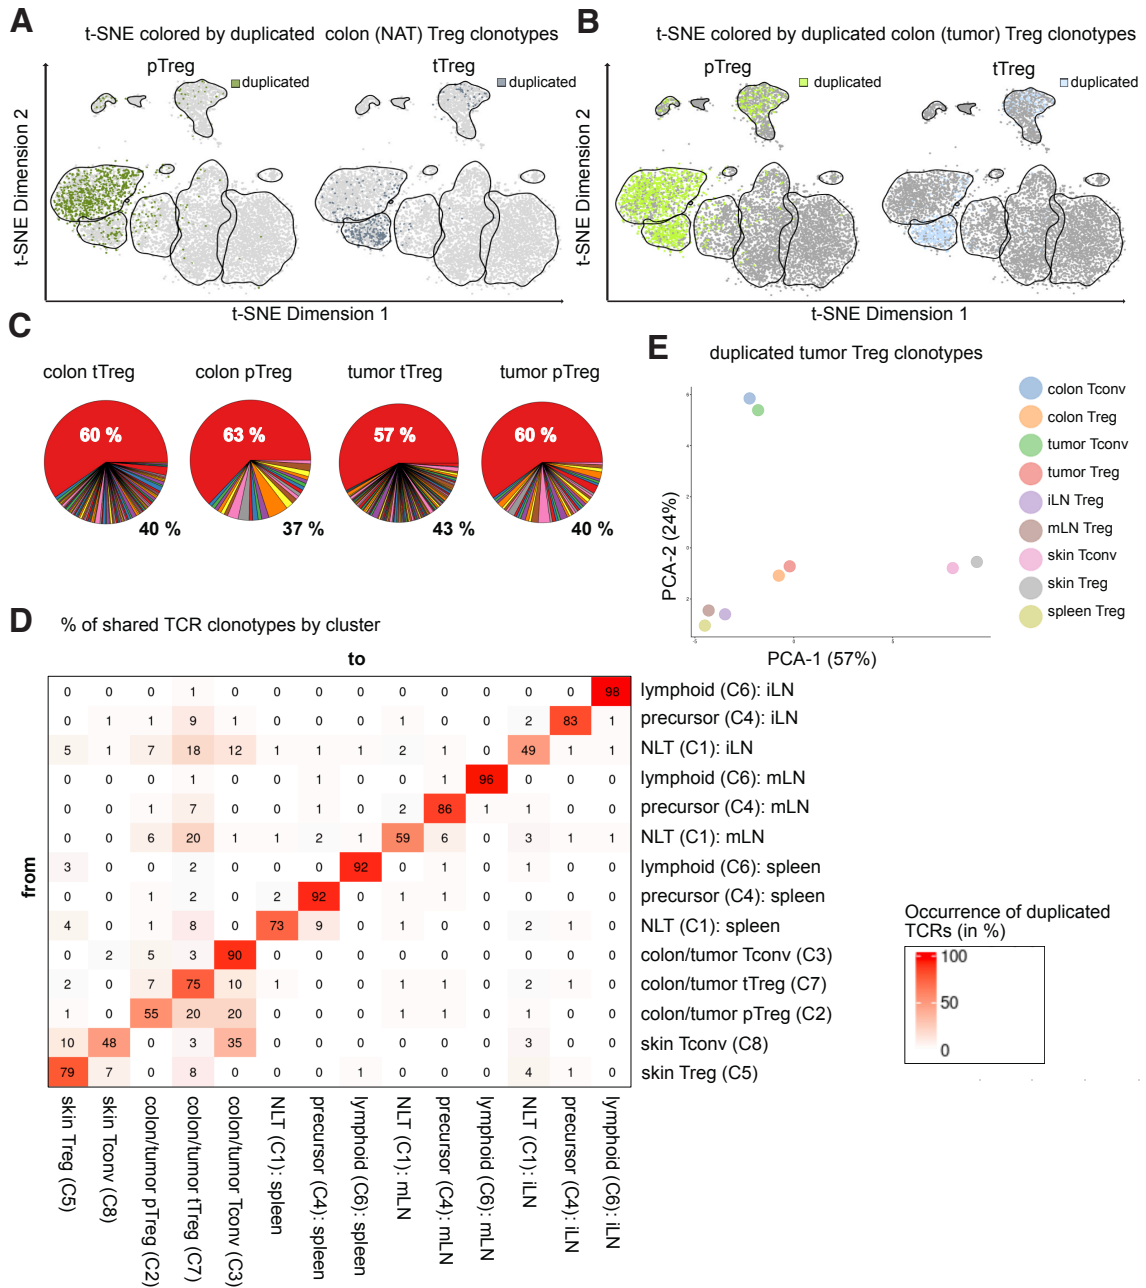 A
t-SNE colored by duplicated colon (NAT) Treg clonotypes
pTreg
duplicated
tTreg
duplicated
t-SNE Dimension 2
t-SNE Dimension 1
B
t-SNE colored by duplicated colon (tumor) Treg clonotypes
pTreg
duplicated
tTreg
duplicated
t-SNE Dimension 2
t-SNE Dimension 1
C
colon tTreg
colon pTreg
tumor tTreg
tumor pTreg
60 %
63 %
57 %
60 %
40 %
37 %
43 %
40 %
E
duplicated tumor Treg clonotypes
6
4
2
0
2
-5
0
5
PCA-2 (24%)
PCA-1 (57%)
colon Tconv
colon Treg
tumor Tconv
tumor Treg
iLN Treg
mLN Treg
skin Tconv
skin Treg
spleen Treg
D
% of shared TCR clonotypes by cluster
to
from
0 0 0 1 0 0 0 0 0 0 0 0 0 98 lymphoid (C6): iLN
0 1 1 9 1 0 0 0 1 0 0 2 83 1 precursor (C4): iLN
5 1 7 18 12 1 1 1 2 1 0 49 1 1 NLT (C1): iLN
0 0 0 0 0 0 1 0 0 1 96 0 0 0 lymphoid (C6): mLN
0 0 1 7 0 0 1 0 2 86 1 1 0 0 precursor (C4): mLN
0 0 6 20 1 1 2 1 59 6 0 3 1 1 NLT (C1): mLN
3 0 0 2 0 0 0 92 0 1 0 1 0 0 lymphoid (C6): spleen
0 0 1 2 0 2 92 0 1 1 0 0 0 0 precursor (C4): spleen
4 0 1 8 0 73 9 0 1 0 0 2 1 0 NLT (C1): spleen
0 2 5 3 90 0 0 0 0 0 0 0 0 0 colon/tumor Tconv (C3)
2 0 7 75 10 1 0 0 1 1 0 2 1 0 colon/tumor tTreg (C7)
1 0 55 20 20 0 0 0 1 1 0 1 0 0 colon/tumor pTreg (C2)
10 48 0 3 35 0 0 0 0 0 0 3 0 0 skin Tconv (C8)
79 7 0 8 0 0 0 1 0 0 0 4 1 0 skin Treg (C5)
skin Treg (C5)
skin Tconv (C8)
colon/tumor pTreg (C2)
colon/tumor tTreg (C7)
colon/tumor Tconv (C3)
NLT (C1): spleen
precursor (C4): spleen
lymphoid (C6): spleen
NLT (C1): mLN
precursor (C4): mLN
lymphoid (C6): mLN
NLT (C1): iLN
precursor (C4): iLN
lymphoid (C6): iLN
Occurrence of duplicated
TCRs (in %)
100
50
0